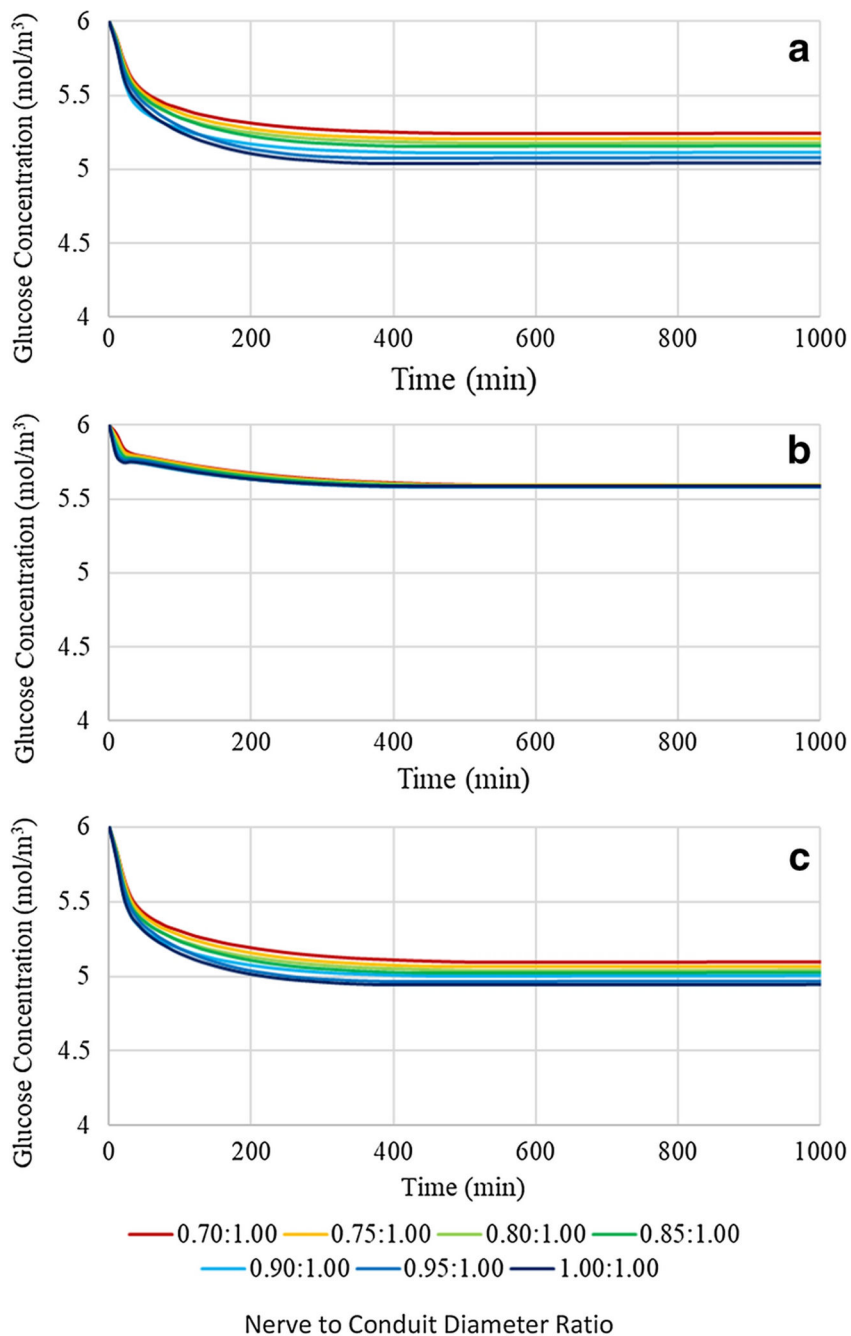 a
Glucose Concentration (mol/m³)
6
5.5
5
4.5
4
0 200 400 600 800 1000
Time (min)
b
Glucose Concentration (mol/m³)
6
5.5
5
4.5
4
0 200 400 600 800 1000
Time (min)
c
Glucose Concentration (mol/m³)
6
5.5
5
4.5
4
0 200 400 600 800 1000
Time (min)
0.70:1.00 0.75:1.00 0.80:1.00 0.85:1.00
0.90:1.00 0.95:1.00 1.00:1.00
Nerve to Conduit Diameter Ratio